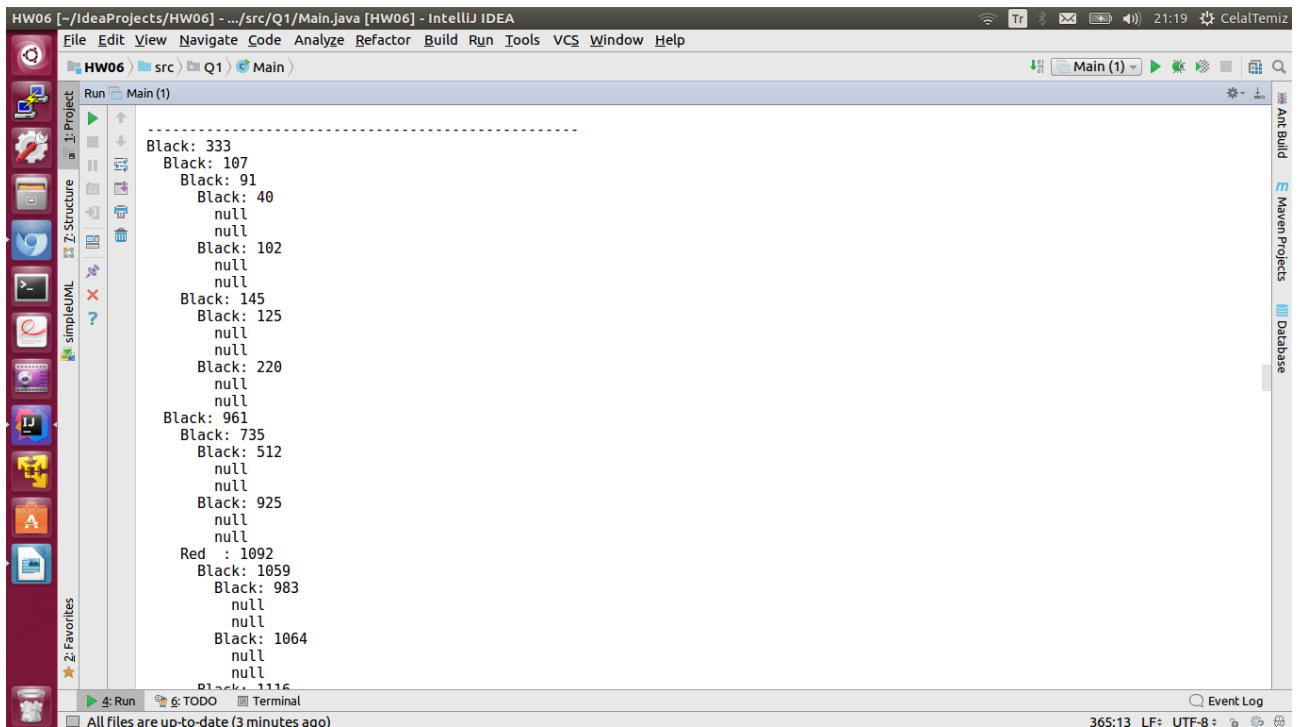 HW06 [~/IdeaProjects/HW06] - .../src/Q1/Main.java [HW06] - IntelliJ IDEA
Tr 21:19 CelalTemiz
File Edit View Navigate Code Analyze Refactor Build Run Tools VCS Window Help
HW06 src Q1 Main
Main (1)
Run Main (1)
1: Project
Z: Structure
simpleUML
2: Favorites
--------------------------------------------------
Black: 333
Black: 107
Black: 91
Black: 40
null
null
Black: 102
null
null
Black: 145
Black: 125
null
null
Black: 220
null
null
Black: 961
Black: 735
Black: 512
null
null
Black: 925
null
null
Red  : 1092
Black: 1059
Black: 983
null
null
Black: 1064
null
null
Black: 1116
Ant Build
m Maven Projects
Database
4: Run 6: TODO Terminal Event Log
All files are up-to-date (3 minutes ago) 365:13 LF÷ UTF-8÷